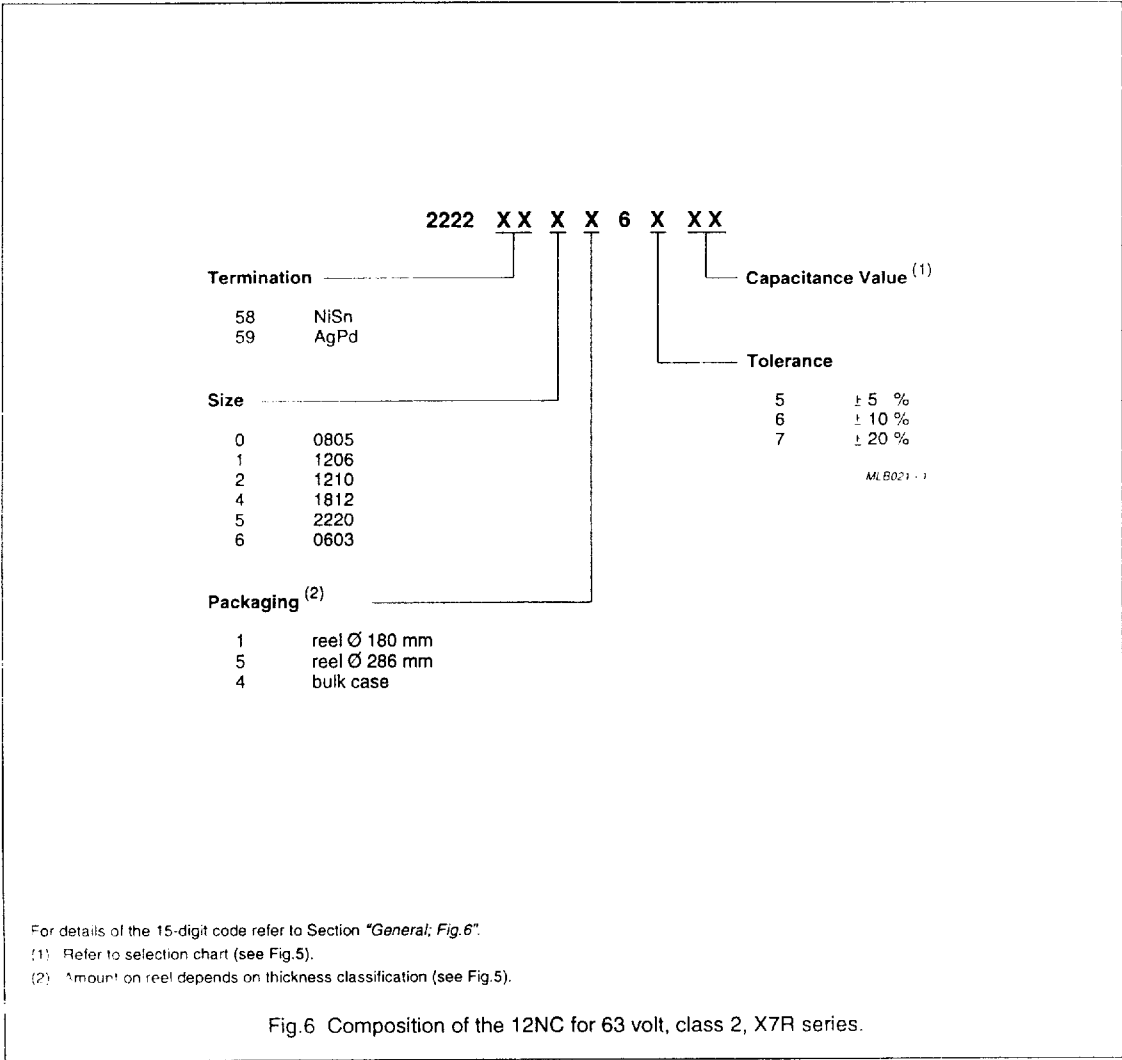 2222 XX X X 6 X XX
Termination
58 NiSn
59 AgPd
Size
0 0805
1 1206
2 1210
4 1812
5 2220
6 0603
Packaging (2)
1 reel Ø 180 mm
5 reel Ø 286 mm
4 bulk case
Capacitance Value (1)
Tolerance
5 ± 5 %
6 ± 10 %
7 ± 20 %
MLB021 - 1
For details of the 15-digit code refer to Section "General; Fig.6".
(1) Refer to selection chart (see Fig.5).
(2) Amount on reel depends on thickness classification (see Fig.5).
Fig.6 Composition of the 12NC for 63 volt, class 2, X7R series.